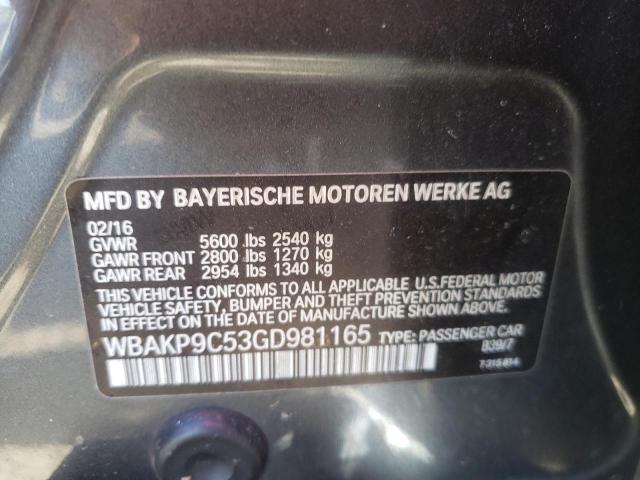 MFD BY BAYERISCHE MOTOREN WERKE AG
02/16
GVWR 5600 lbs 2540 kg
GAWR FRONT 2800 lbs 1270 kg
GAWR REAR 2954 lbs 1340 kg
THIS VEHICLE CONFORMS TO ALL APPLICABLE U.S.FEDERAL MOTOR
VEHICLE SAFETY, BUMPER AND THEFT PREVENTION STANDARDS
IN EFFECT ON THE DATE OF MANUFACTURE SHOWN ABOVE.
WBAKP9C53GD981165 TYPE: PASSENGER CAR
B39/7